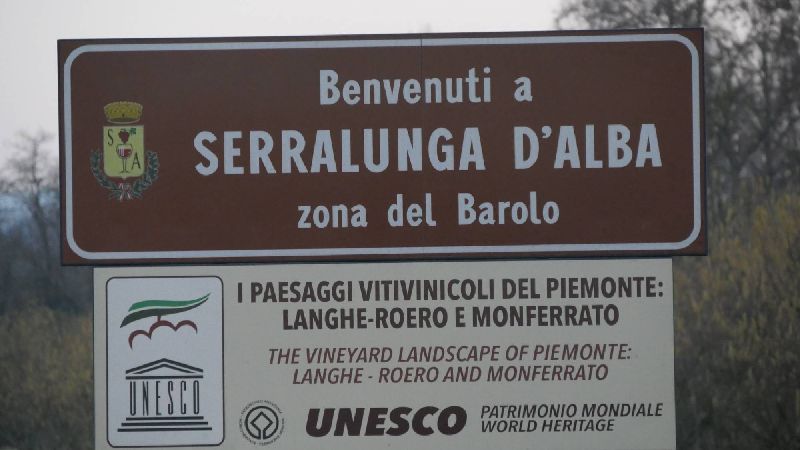 Benvenuti a
SERRALUNGA D'ALBA
zona del Barolo
S A
I PAESAGGI VITIVINICOLI DEL PIEMONTE:
LANGHE-ROERO E MONFERRATO
THE VINEYARD LANDSCAPE OF PIEMONTE:
LANGHE - ROERO AND MONFERRATO
UNESCO
UNESCO PATRIMONIO MONDIALE
WORLD HERITAGE